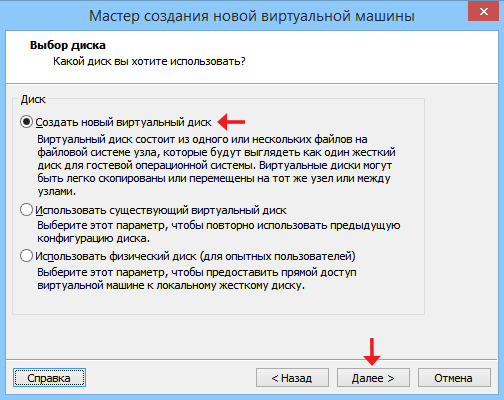 Мастер создания новой виртуальной машины
Выбор диска
Какой диск вы хотите использовать?
Диск
Создать новый виртуальный диск
Виртуальный диск состоит из одного или нескольких файлов на
файловой системе узла, которые будут выглядеть как один жесткий
диск для гостевой операционной системы. Виртуальные диски могут
быть легко скопированы или перемещены на тот же узел или между
узлами.
Использовать существующий виртуальный диск
Выберите этот параметр, чтобы повторно использовать предыдущую
конфигурацию диска.
Использовать физический диск (для опытных пользователей)
Выберите этот параметр, чтобы предоставить прямой доступ
виртуальной машине к локальному жесткому диску.
Справка
< Назад
Далее >
Отмена